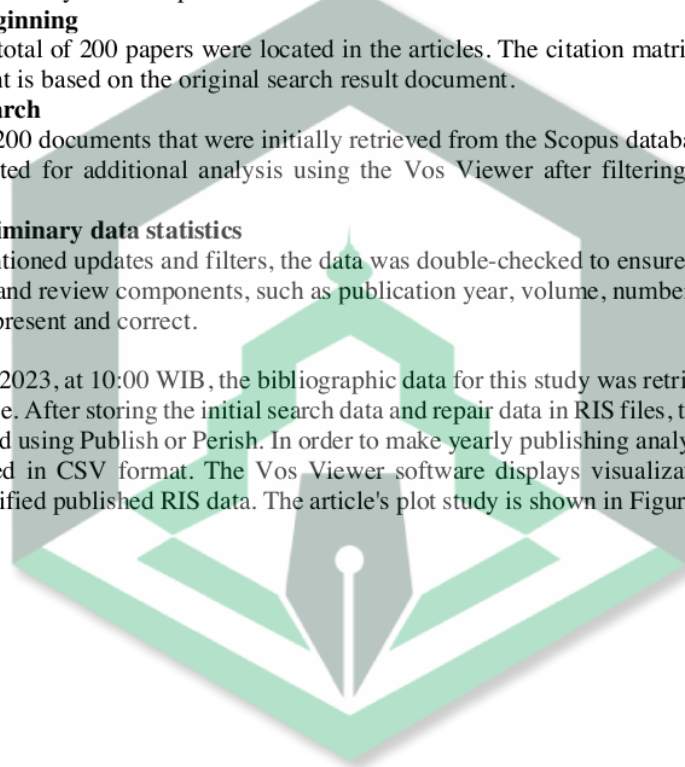 ginning
total of 200 papers were located in the articles. The citation matri
nt is based on the original search result document.
arch
200 documents that were initially retrieved from the Scopus databa
ted for additional analysis using the Vos Viewer after filtering,
iminary data statistics
ntioned updates and filters, the data was double-checked to ensure
and review components, such as publication year, volume, number
present and correct.
2023, at 10:00 WIB, the bibliographic data for this study was retri
e. After storing the initial search data and repair data in RIS files, t
d using Publish or Perish. In order to make yearly publishing analy
ed in CSV format. The Vos Viewer software displays visualiza
ified published RIS data. The article's plot study is shown in Figur